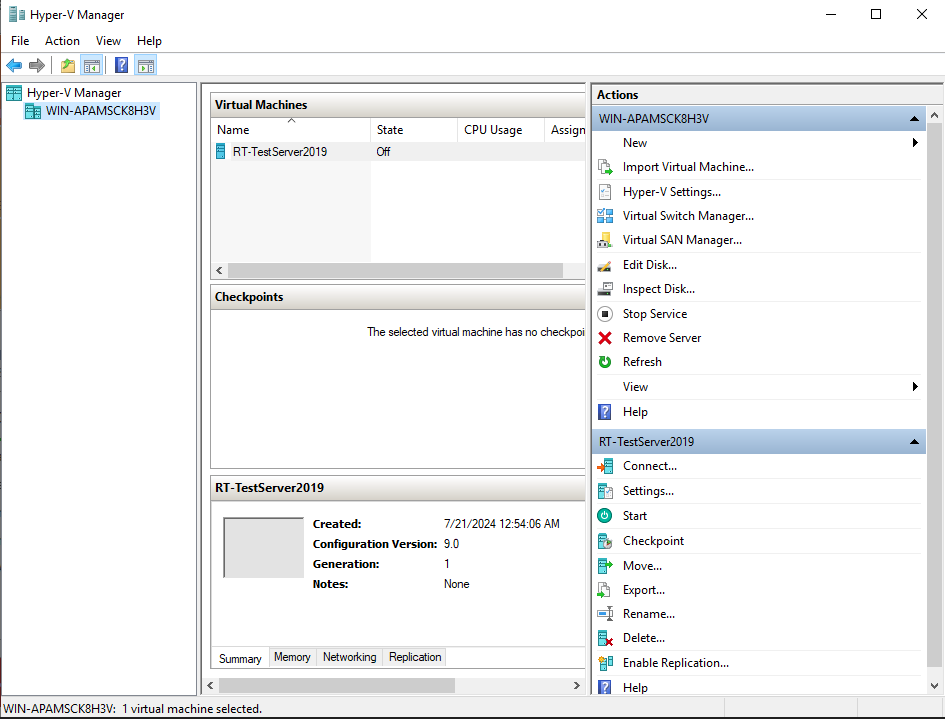 Hyper-V Manager
File Action View Help
Hyper-V Manager
WIN-APAMSCK8H3V
Virtual Machines
Name State CPU Usage Assign
RT-TestServer2019 Off
Checkpoints
The selected virtual machine has no checkpoi
RT-TestServer2019
Created: 7/21/2024 12:54:06 AM
Configuration Version: 9.0
Generation: 1
Notes: None
Summary Memory Networking Replication
Actions
WIN-APAMSCK8H3V
New
Import Virtual Machine...
Hyper-V Settings...
Virtual Switch Manager...
Virtual SAN Manager...
Edit Disk...
Inspect Disk...
Stop Service
Remove Server
Refresh
View
Help
RT-TestServer2019
Connect...
Settings...
Start
Checkpoint
Move...
Export...
Rename...
Delete...
Enable Replication...
Help
WIN-APAMSCK8H3V: 1 virtual machine selected.